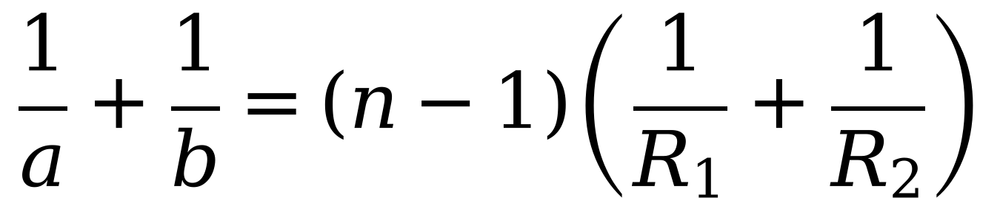 1/a + 1/b = (n − 1)(1/R₁ + 1/R₂)